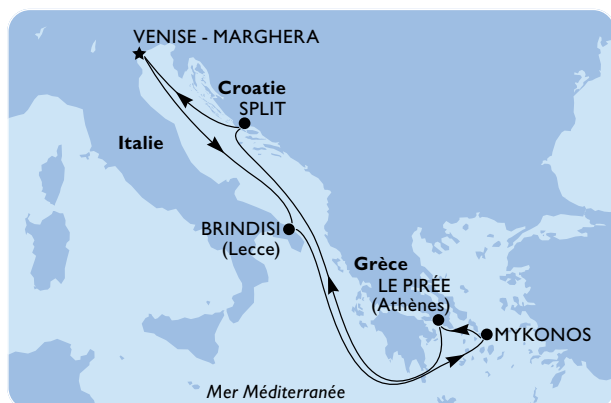 VENISE - MARGHERA
Croatie
SPLIT
Italie
BRINDISI
(Lecce)
Grèce
LE PIRÉE
(Athènes)
MYKONOS
Mer Méditerranée